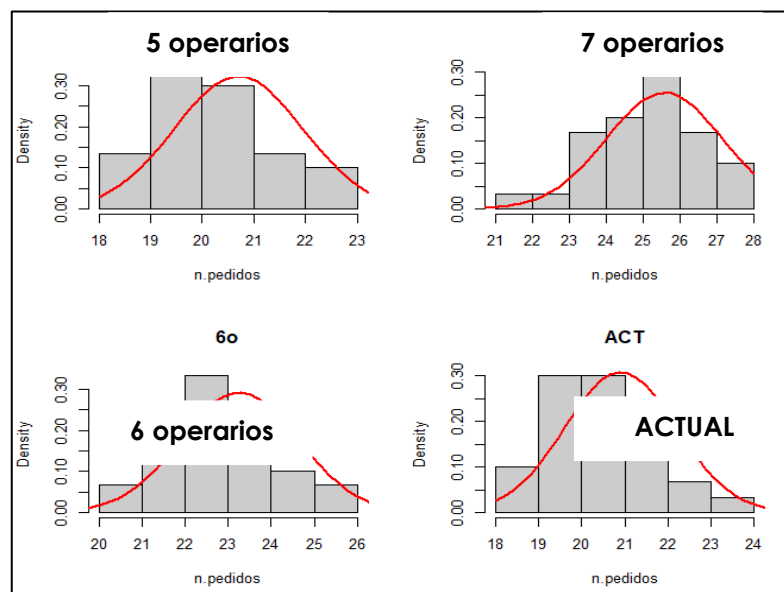 5 operarios
Density
0.00 0.10 0.20 0.30
18 19 20 21 22 23
n.pedidos
7 operarios
Density
0.00 0.10 0.20 0.30
21 22 23 24 25 26 27 28
n.pedidos
6o
6 operarios
Density
0.00 0.10 0.20 0.30
20 21 22 23 24 25 26
n.pedidos
ACT
ACTUAL
Density
0.00 0.10 0.20 0.30
18 19 20 21 22 23 24
n.pedidos